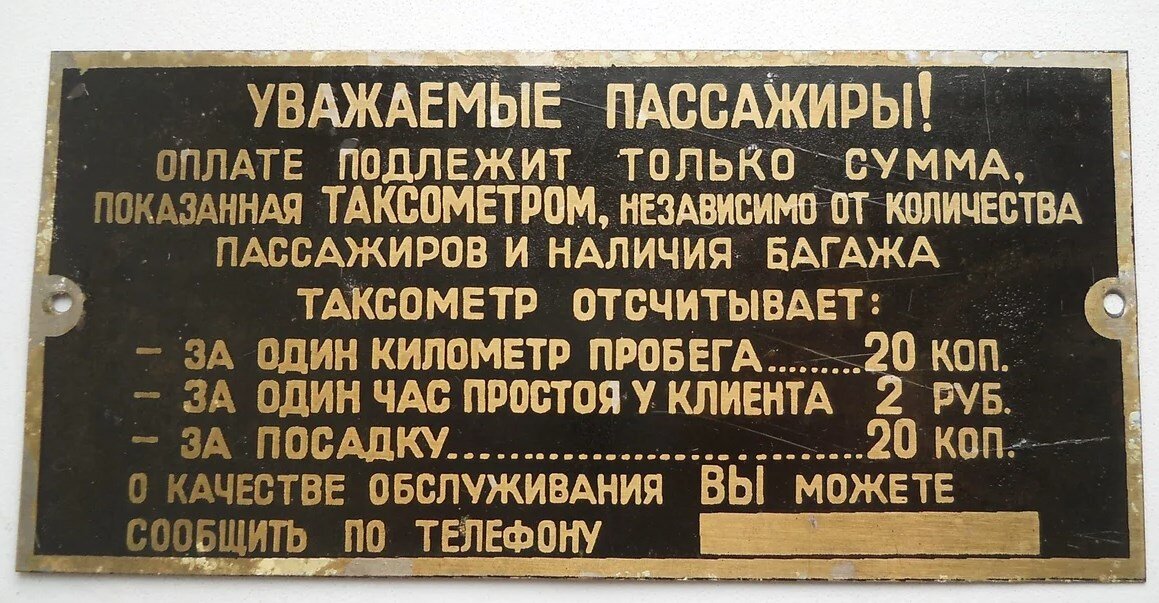 УВАЖАЕМЫЕ ПАССАЖИРЫ!
ОПЛАТЕ ПОДЛЕЖИТ ТОЛЬКО СУММА,
ПОКАЗАННАЯ ТАКСОМЕТРОМ, НЕЗАВИСИМО ОТ КОЛИЧЕСТВА
ПАССАЖИРОВ И НАЛИЧИЯ БАГАЖА
ТАКСОМЕТР ОТСЧИТЫВАЕТ:
– ЗА ОДИН КИЛОМЕТР ПРОБЕГА.........20 КОП.
– ЗА ОДИН ЧАС ПРОСТОЯ У КЛИЕНТА 2 РУБ.
– ЗА ПОСАДКУ..............................20 КОП.
О КАЧЕСТВЕ ОБСЛУЖИВАНИЯ ВЫ МОЖЕТЕ
СООБЩИТЬ ПО ТЕЛЕФОНУ